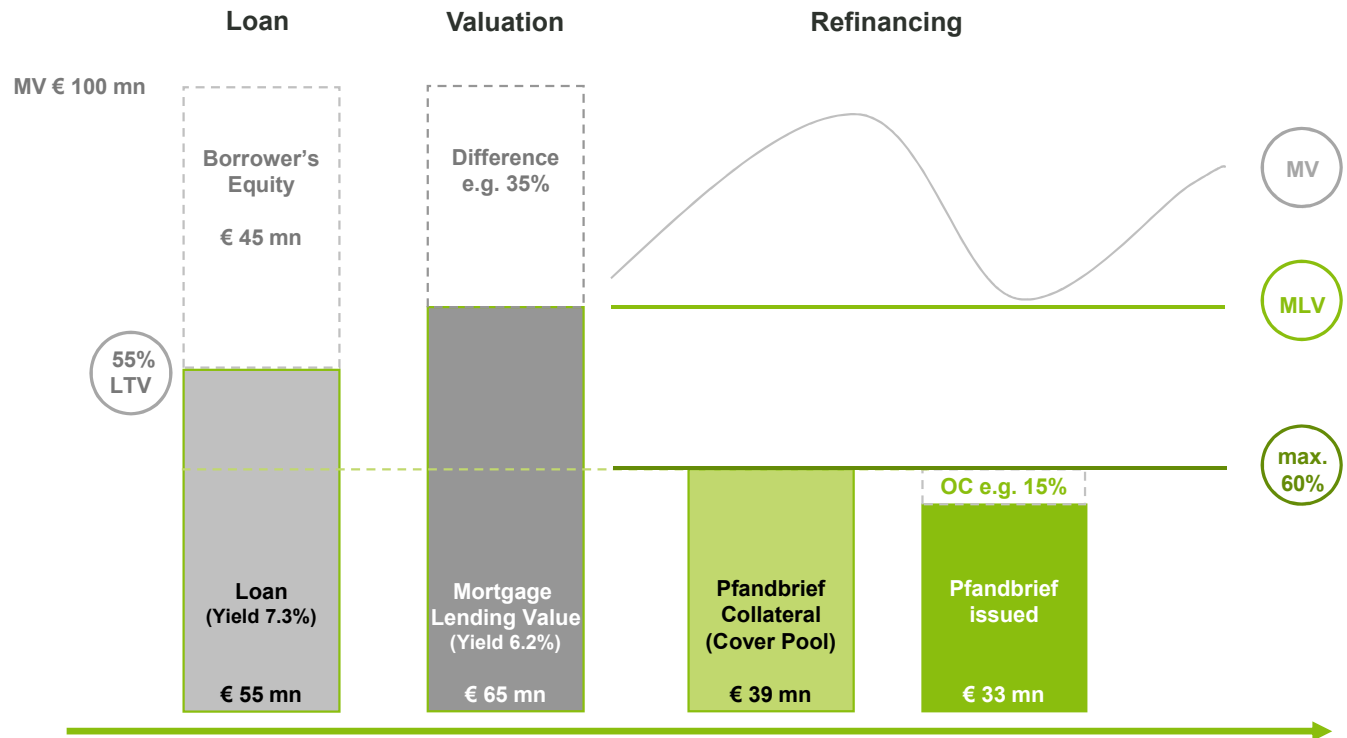 Loan
Valuation
Refinancing
MV € 100 mn
Borrower’s
Equity
€ 45 mn
Difference
e.g. 35%
MV
MLV
55%
LTV
max.
60%
OC e.g. 15%
Loan
(Yield 7.3%)
€ 55 mn
Mortgage
Lending Value
(Yield 6.2%)
€ 65 mn
Pfandbrief
Collateral
(Cover Pool)
€ 39 mn
Pfandbrief
issued
€ 33 mn